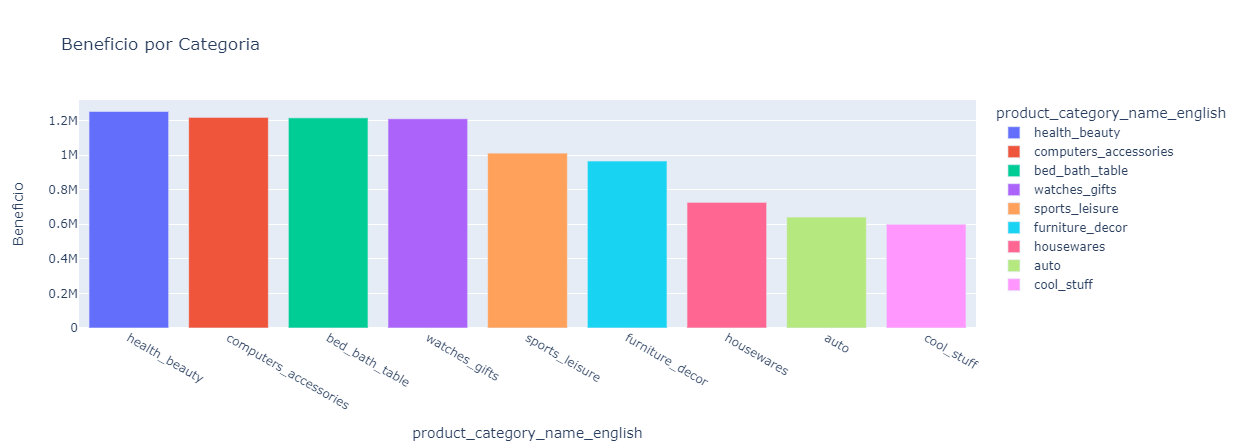 Beneficio por Categoria
Beneficio
1.2M
1M
0.8M
0.6M
0.4M
0.2M
0
health_beauty
computers_accessories
bed_bath_table
watches_gifts
sports_leisure
furniture_decor
housewares
auto
cool_stuff
product_category_name_english
product_category_name_english
health_beauty
computers_accessories
bed_bath_table
watches_gifts
sports_leisure
furniture_decor
housewares
auto
cool_stuff